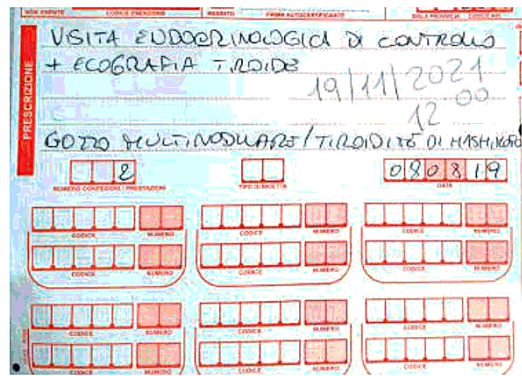 NON ESENTE CODICE ESENZIONE REDDITO FIRMA AUTOCERTIFICANTE SIGLA PROVINCIA CODICE ASL
PRESCRIZIONE
VISITA ENDOCRINOLOGICA DI CONTROLLO
+ ECOGRAFIA TIROIDE
19/11/2021
12 00
GOZZO MULTINODULARE/TIROIDITE DI HASHIMOTO
2 080819
NUMERO CONFEZIONI / PRESTAZIONI TIPO DI RICETTA DATA
CODICE NUMERO CODICE NUMERO CODICE NUMERO
CODICE NUMERO CODICE NUMERO CODICE NUMERO
CODICE NUMERO CODICE NUMERO CODICE NUMERO
CODICE NUMERO CODICE NUMERO CODICE NUMERO